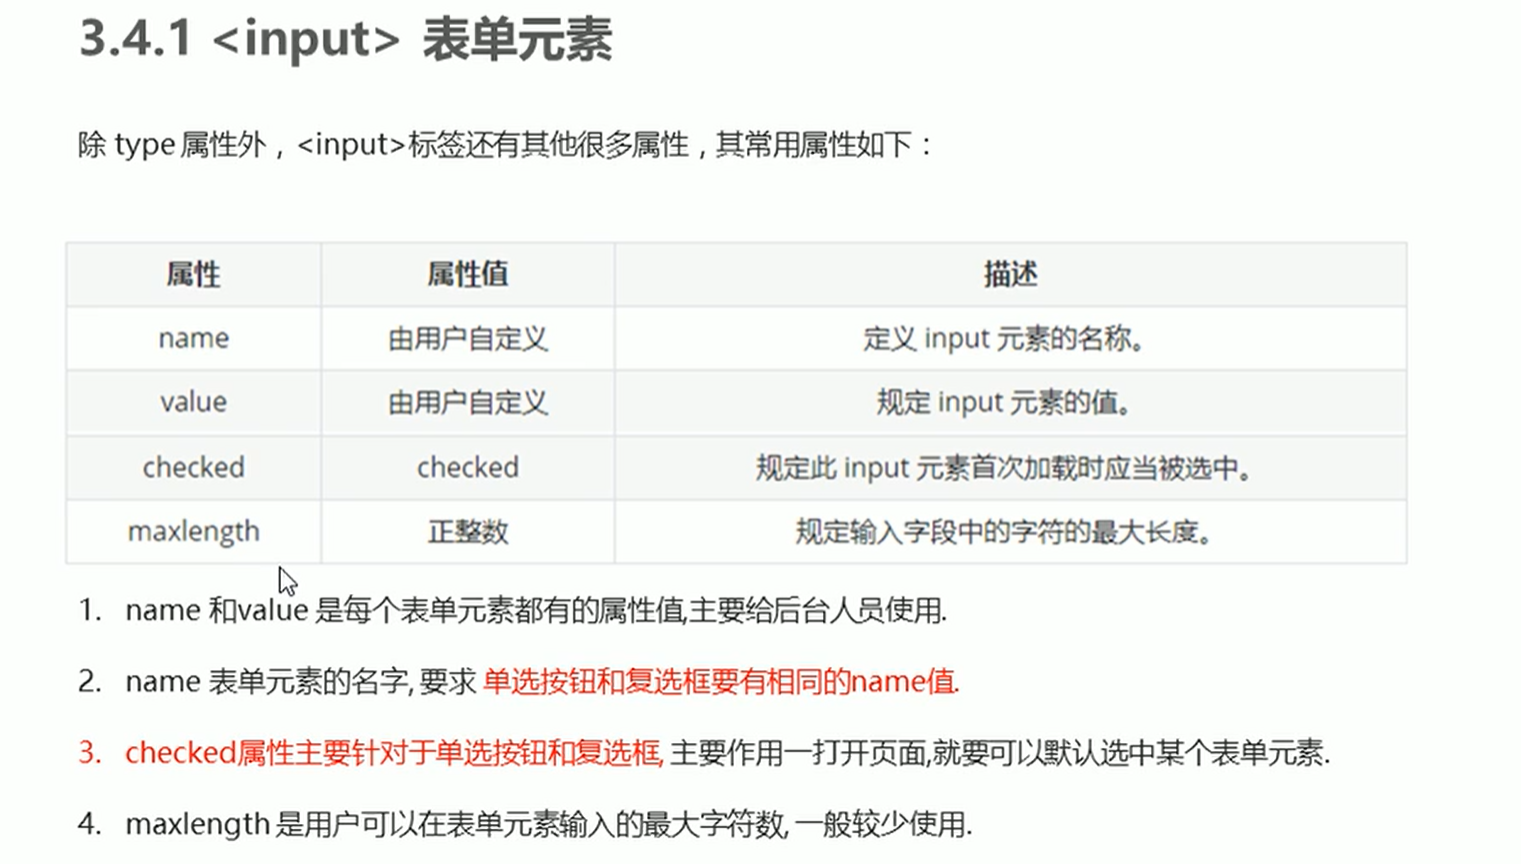 3.4.1 <input> 表单元素
除 type 属性外，<input>标签还有其他很多属性，其常用属性如下：
属性 属性值 描述
name 由用户自定义 定义 input 元素的名称。
value 由用户自定义 规定 input 元素的值。
checked checked 规定此 input 元素首次加载时应当被选中。
maxlength 正整数 规定输入字段中的字符的最大长度。
1. name 和value 是每个表单元素都有的属性值,主要给后台人员使用.
2. name 表单元素的名字, 要求 单选按钮和复选框要有相同的name值.
3. checked属性主要针对于单选按钮和复选框, 主要作用一打开页面,就要可以默认选中某个表单元素.
4. maxlength 是用户可以在表单元素输入的最大字符数, 一般较少使用.